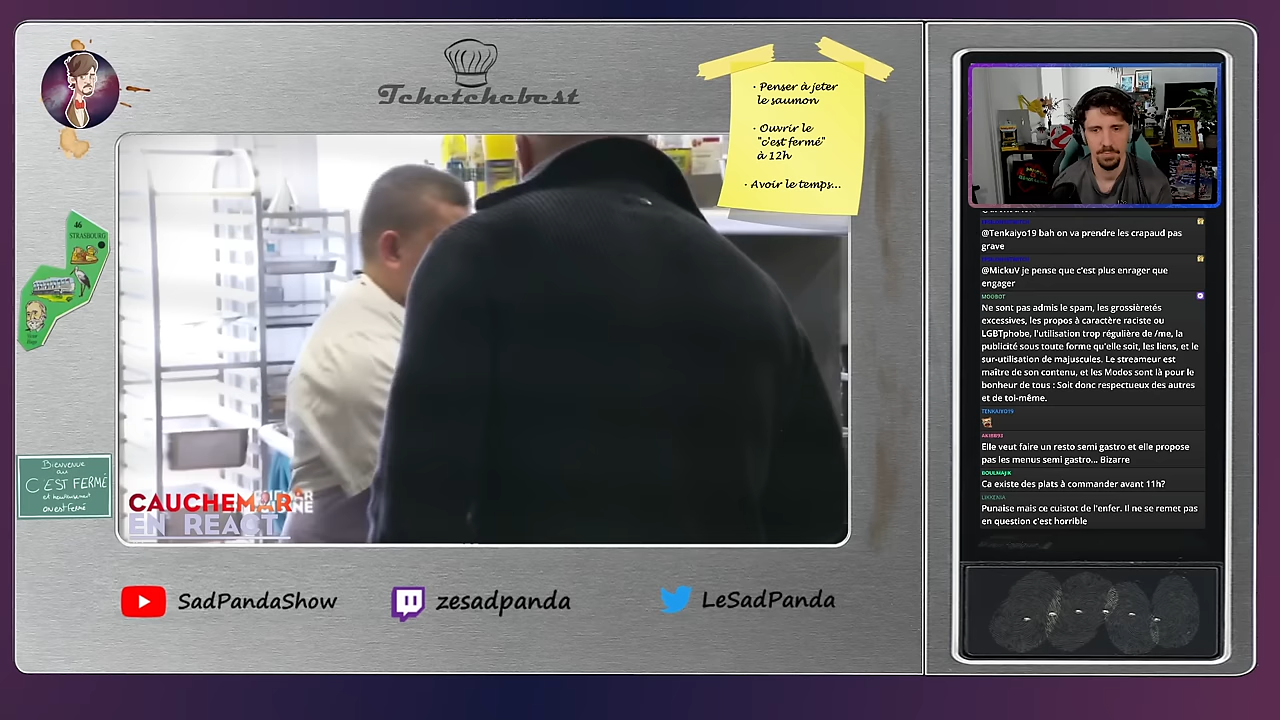 Tchetchebest
· Penser à jeter
le saumon
· Ouvrir le
"c'est fermé"
à 12h
· Avoir le temps...
46
STRASBOURG
Bienvenue
au
C'EST FERMÉ
et heureusement
on est fermé
CAUCHEMAR
EN REACT
SadPandaShow
zesadpanda
LeSadPanda
@Tenkaiyo19 bah on va prendre les crapaud pas
grave
@MickuV je pense que c'est plus enrager que
engager
MOOBOT
Ne sont pas admis le spam, les grossièretés
excessives, les propos à caractère raciste ou
LGBTphobe. l'utilisation trop régulière de /me, la
publicité sous toute forme qu'elle soit, les liens, et le
sur-utilisation de majuscules. Le streameur est
maître de son contenu, et les Modos sont là pour le
bonheur de tous : Soit donc respectueux des autres
et de toi-même.
TENKAIYO19
Elle veut faire un resto semi gastro et elle propose
pas les menus semi gastro... Bizarre
BOULMAJIK
Ca existe des plats à commander avant 11h?
Punaise mais ce cuistot de l'enfer. Il ne se remet pas
en question c'est horrible